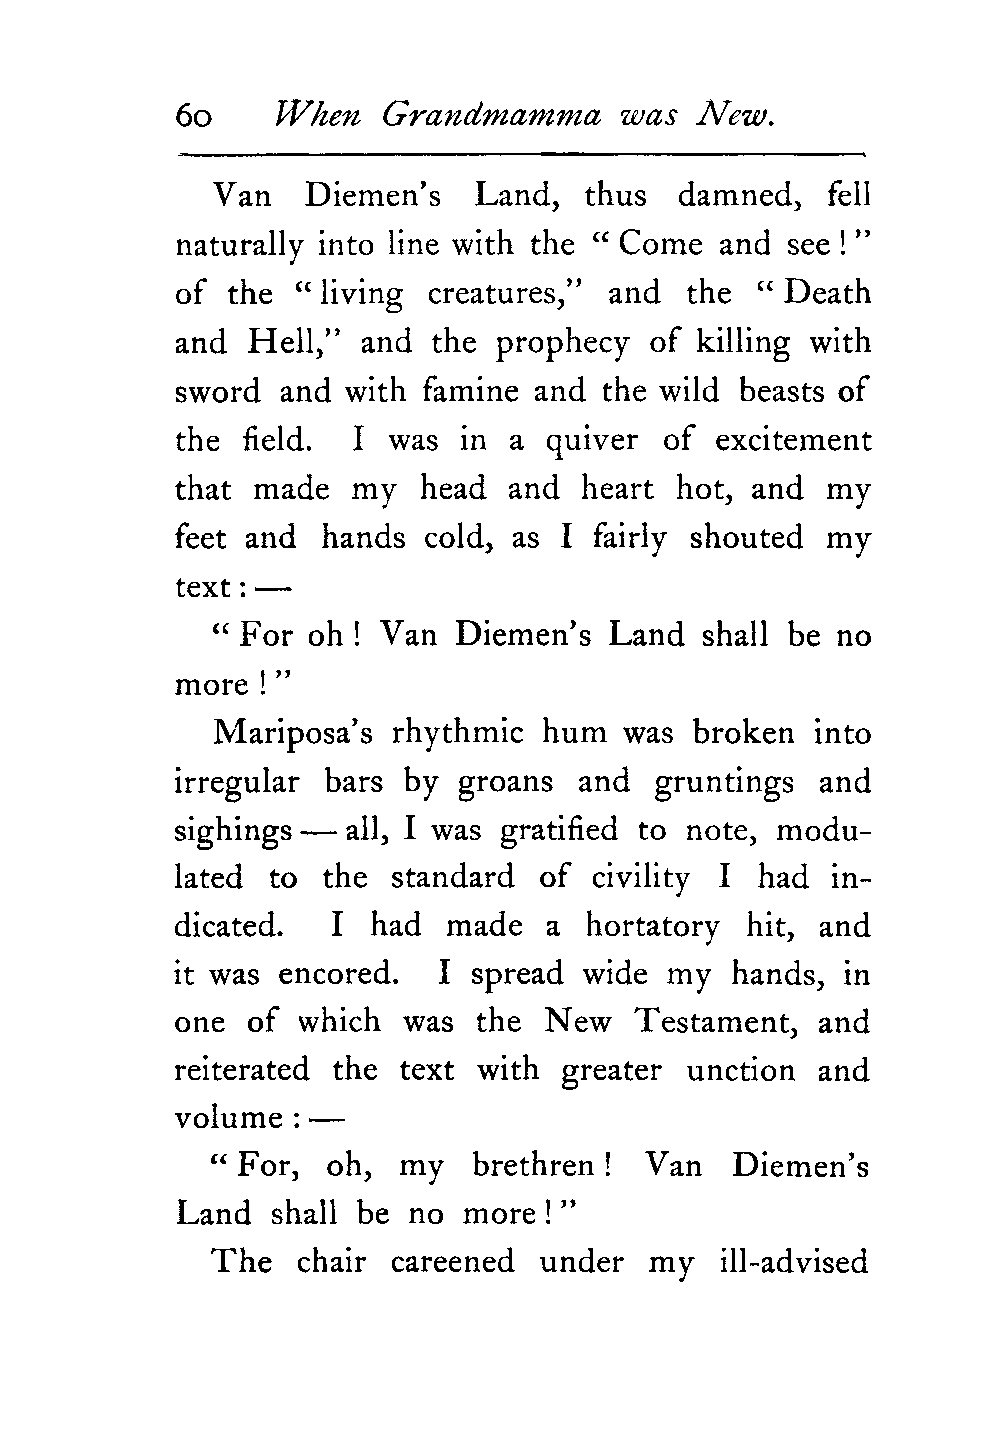 60 When Grandmamma was New.
Van Diemen's Land, thus damned, fell
naturally into line with the "Come and see!"
of the "living creatures," and the "Death
and Hell," and the prophecy of killing with
sword and with famine and the wild beasts of
the field. I was in a quiver of excitement
that made my head and heart hot, and my
feet and hands cold, as I fairly shouted my
text:—
"For oh! Van Diemen's Land shall be no
more!"
Mariposa's rhythmic hum was broken into
irregular bars by groans and gruntings and
sighings—all, I was gratified to note, modu-
lated to the standard of civility I had in-
dicated. I had made a hortatory hit, and
it was encored. I spread wide my hands, in
one of which was the New Testament, and
reiterated the text with greater unction and
volume:—
"For, oh, my brethren! Van Diemen's
Land shall be no more!"
The chair careened under my ill-advised